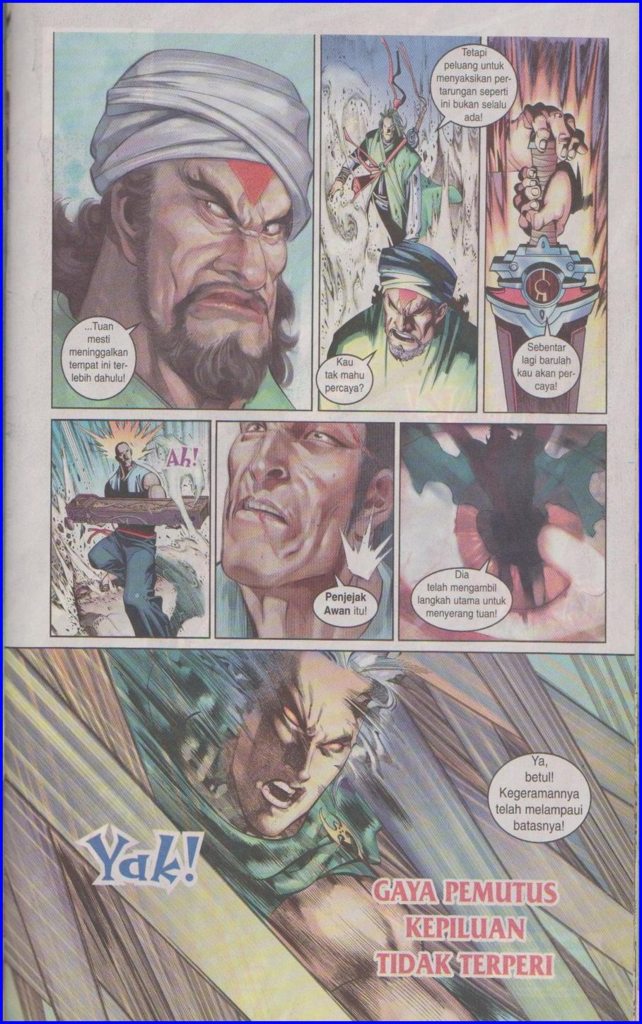 ...Tuan
mesti
meninggalkan
tempat ini ter-
lebih dahulu!
Tetapi
peluang untuk
menyaksikan per-
tarungan seperti
ini bukan selalu
ada!
Kau
tak mahu
percaya?
Sebentar
lagi barulah
kau akan per-
caya!
Ah!
Penjejak
Awan itu!
Dia
telah mengambil
langkah utama untuk
menyerang tuan!
Ya,
betul!
Kegeramannya
telah melampaui
batasnya!
Yak!
GAYA PEMUTUS
KEPILUAN
TIDAK TERPERI